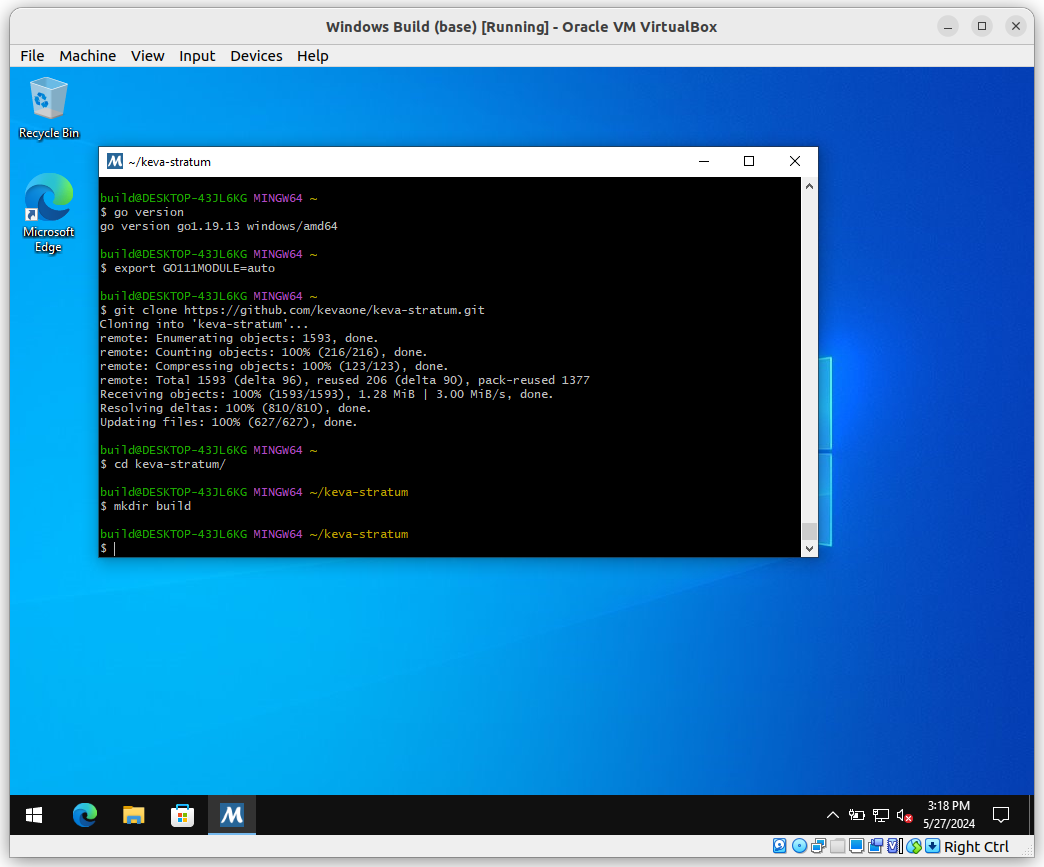 Windows Build (base) [Running] - Oracle VM VirtualBox
File Machine View Input Devices Help
Recycle Bin
Microsoft
Edge
~/keva-stratum
build@DESKTOP-43JL6KG MINGW64 ~
$ go version
go version go1.19.13 windows/amd64
build@DESKTOP-43JL6KG MINGW64 ~
$ export GO111MODULE=auto
build@DESKTOP-43JL6KG MINGW64 ~
$ git clone https://github.com/kevaone/keva-stratum.git
Cloning into 'keva-stratum'...
remote: Enumerating objects: 1593, done.
remote: Counting objects: 100% (216/216), done.
remote: Compressing objects: 100% (123/123), done.
remote: Total 1593 (delta 96), reused 206 (delta 90), pack-reused 1377
Receiving objects: 100% (1593/1593), 1.28 MiB | 3.00 MiB/s, done.
Resolving deltas: 100% (810/810), done.
Updating files: 100% (627/627), done.
build@DESKTOP-43JL6KG MINGW64 ~
$ cd keva-stratum/
build@DESKTOP-43JL6KG MINGW64 ~/keva-stratum
$ mkdir build
build@DESKTOP-43JL6KG MINGW64 ~/keva-stratum
$
3:18 PM
5/27/2024
Right Ctrl